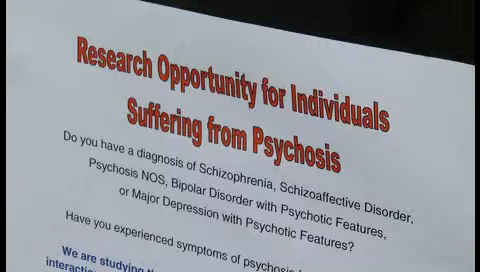 Research Opportunity for Individuals
Suffering from Psychosis
Do you have a diagnosis of Schizophrenia, Schizoaffective Disorder,
Psychosis NOS, Bipolar Disorder with Psychotic Features,
or Major Depression with Psychotic Features?
Have you experienced symptoms of psychosis
We are studying